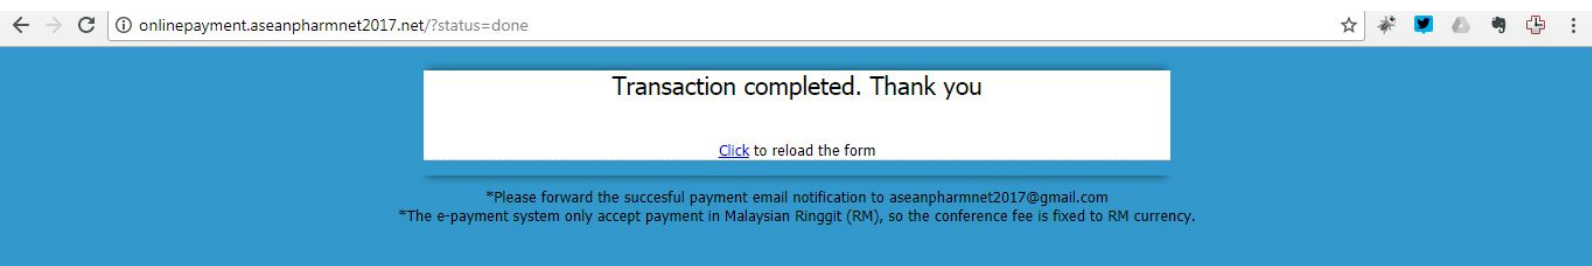 onlinepayment.aseanpharmnet2017.net/?status=done
Transaction completed. Thank you
Click to reload the form
*Please forward the succesful payment email notification to aseanpharmnet2017@gmail.com
*The e-payment system only accept payment in Malaysian Ringgit (RM), so the conference fee is fixed to RM currency.